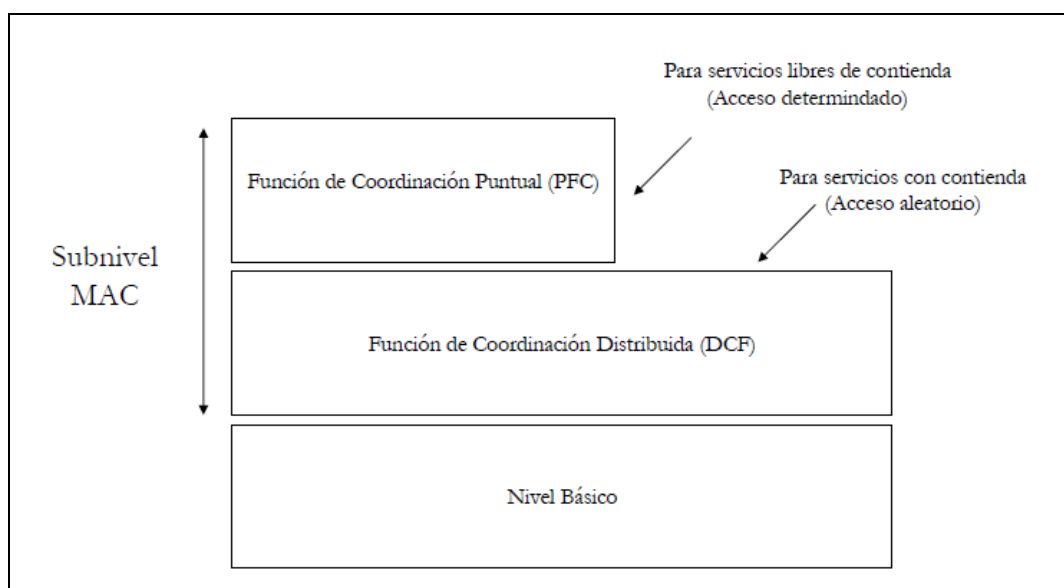 Para servicios libres de contienda
(Acceso determindado)
Función de Coordinación Puntual (PFC)
Para servicios con contienda
(Acceso aleatorio)
Subnivel
MAC
Función de Coordinación Distribuida (DCF)
Nivel Básico